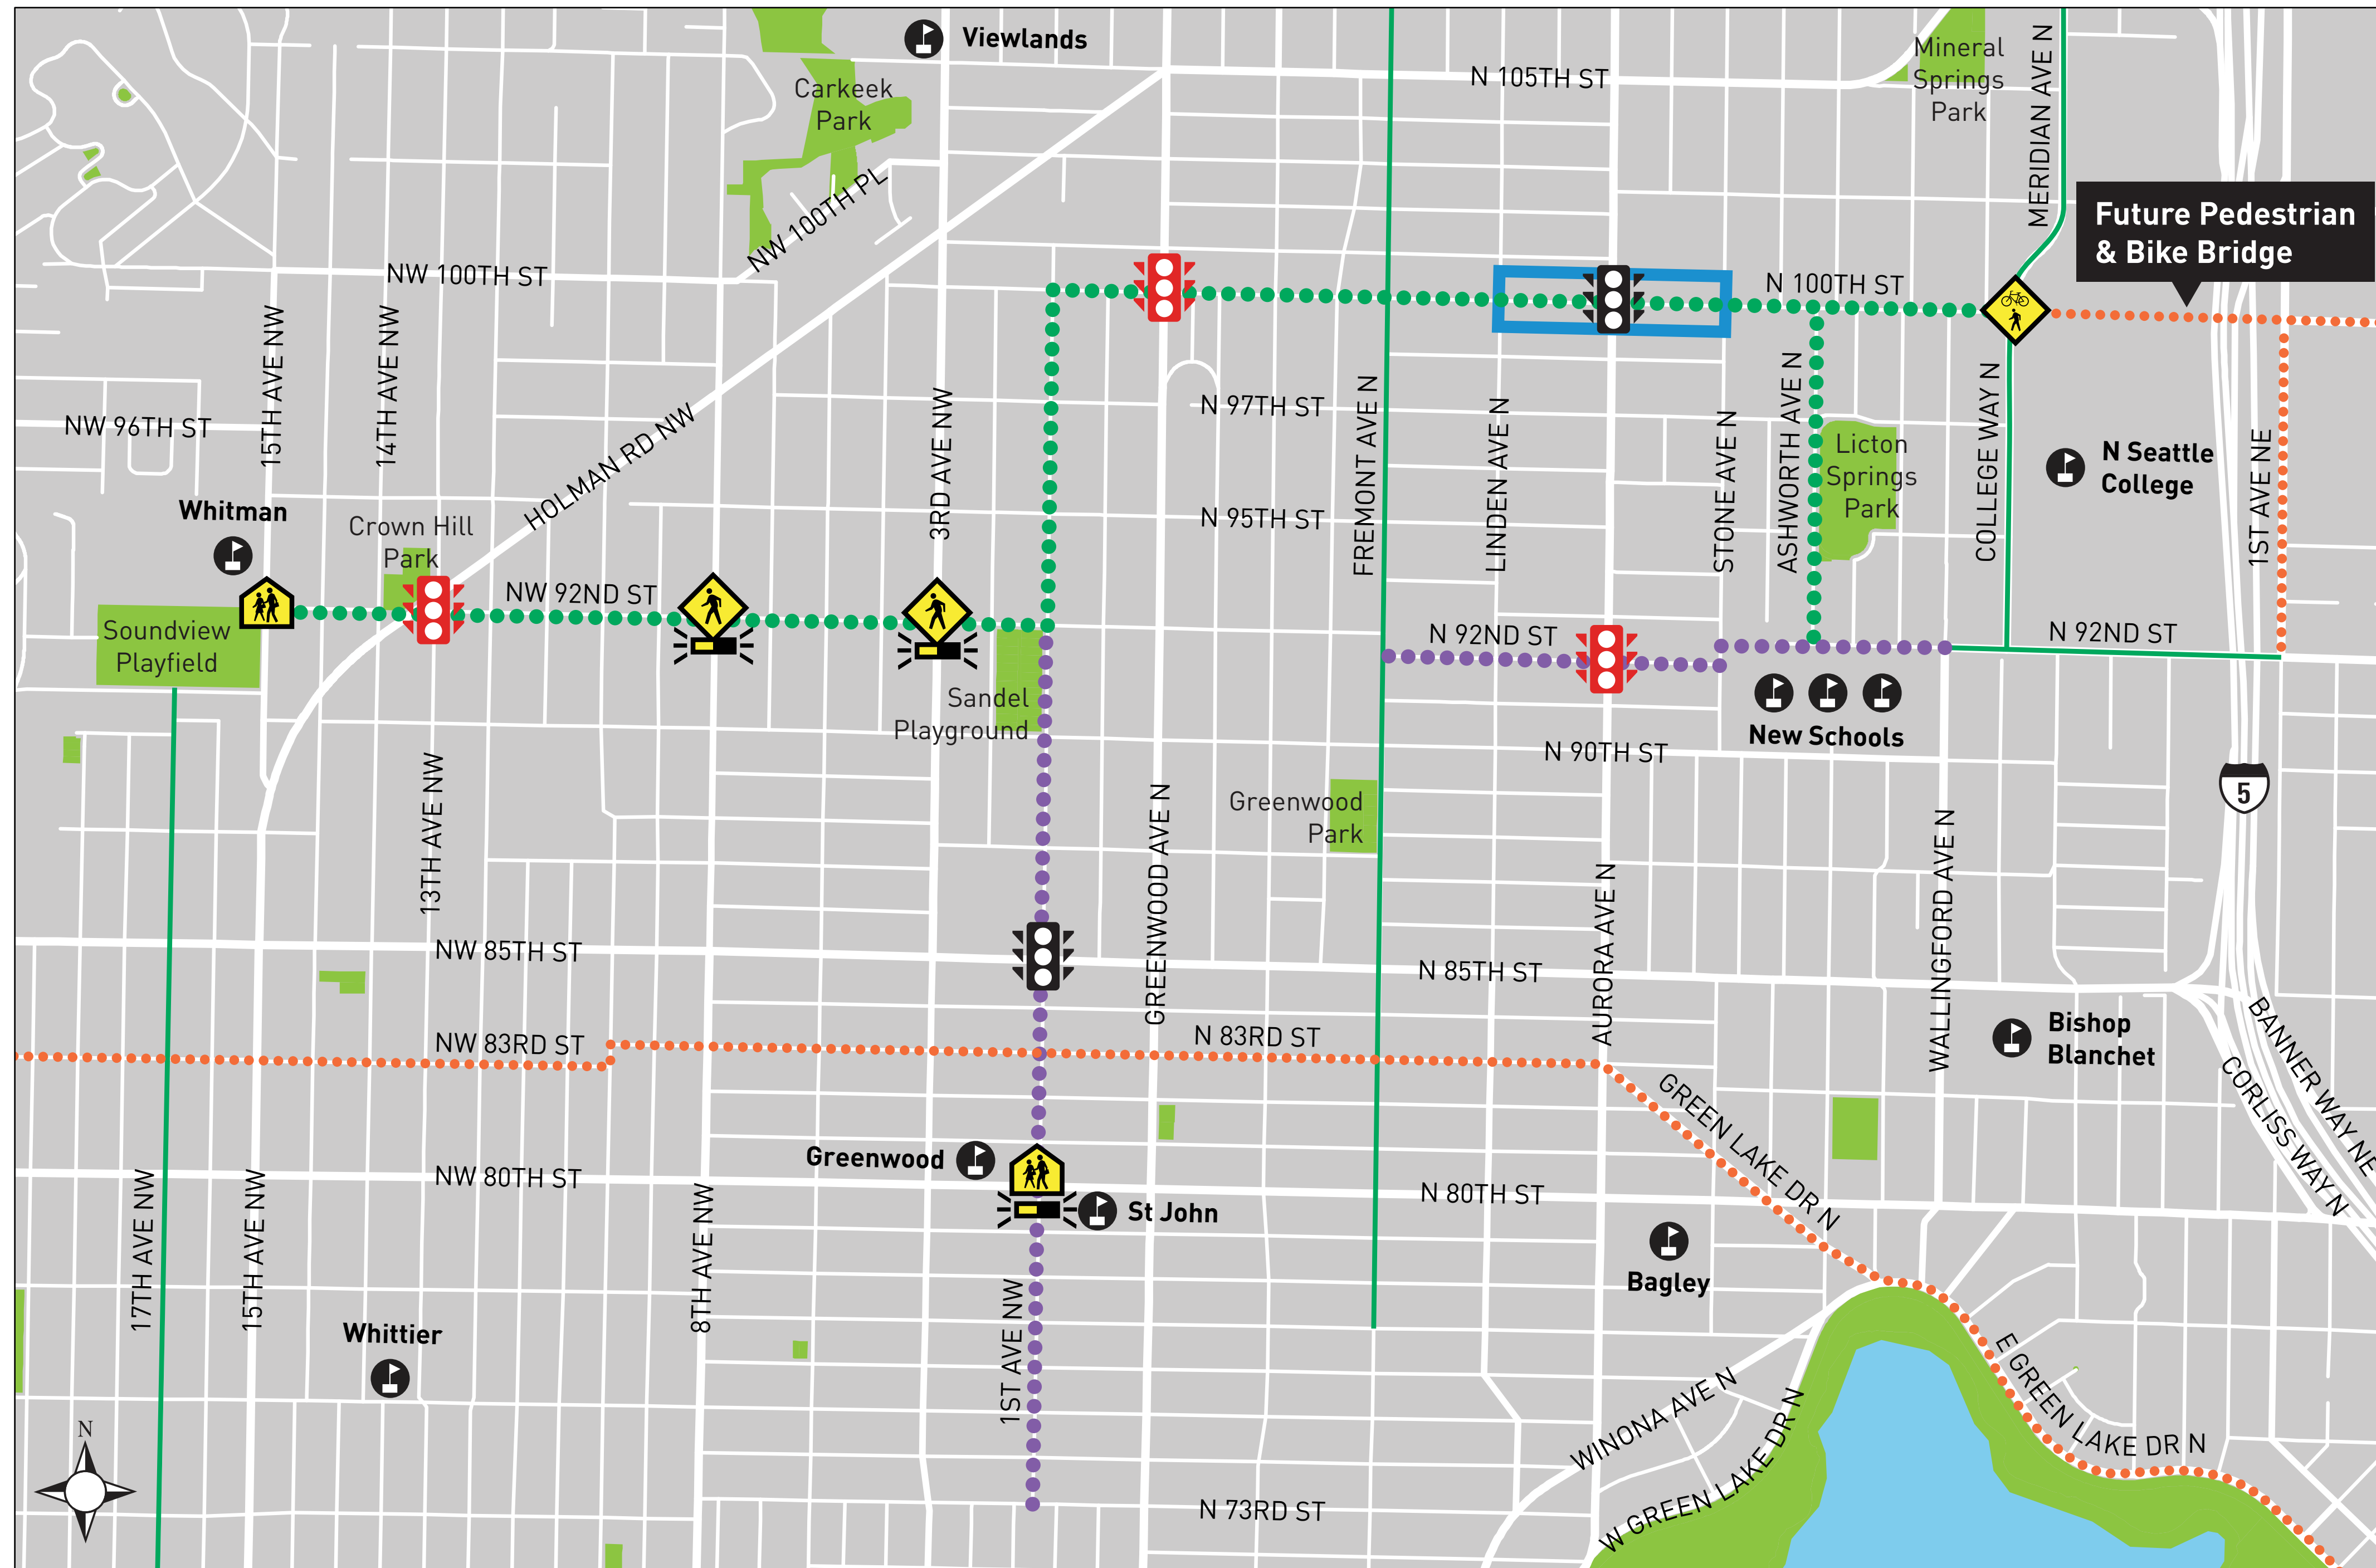 Viewlands
Carkeek
Park
N 105TH ST
Mineral
Springs
Park
MERIDIAN AVE N
Future Pedestrian
& Bike Bridge
NW 100TH PL
NW 100TH ST
N 100TH ST
15TH AVE NW
14TH AVE NW
NW 96TH ST
HOLMAN RD NW
3RD AVE NW
N 97TH ST
N 95TH ST
FREMONT AVE N
LINDEN AVE N
STONE AVE N
ASHWORTH AVE N
Licton
Springs
Park
COLLEGE WAY N
N Seattle
College
1ST AVE NE
Whitman
Crown Hill
Park
NW 92ND ST
Soundview
Playfield
Sandel
Playground
N 92ND ST
N 92ND ST
New Schools
N 90TH ST
5
13TH AVE NW
Greenwood
Park
GREENWOOD AVE N
AURORA AVE N
WALLINGFORD AVE N
NW 85TH ST
N 85TH ST
NW 83RD ST
N 83RD ST
Bishop
Blanchet
BANNER WAY NE
CORLISS WAY N
GREEN LAKE DR N
Greenwood
St John
NW 80TH ST
N 80TH ST
17TH AVE NW
15TH AVE NW
8TH AVE NW
1ST AVE NW
Bagley
Whittier
E GREEN LAKE DR N
WINONA AVE N
W GREEN LAKE DR N
N 73RD ST
N